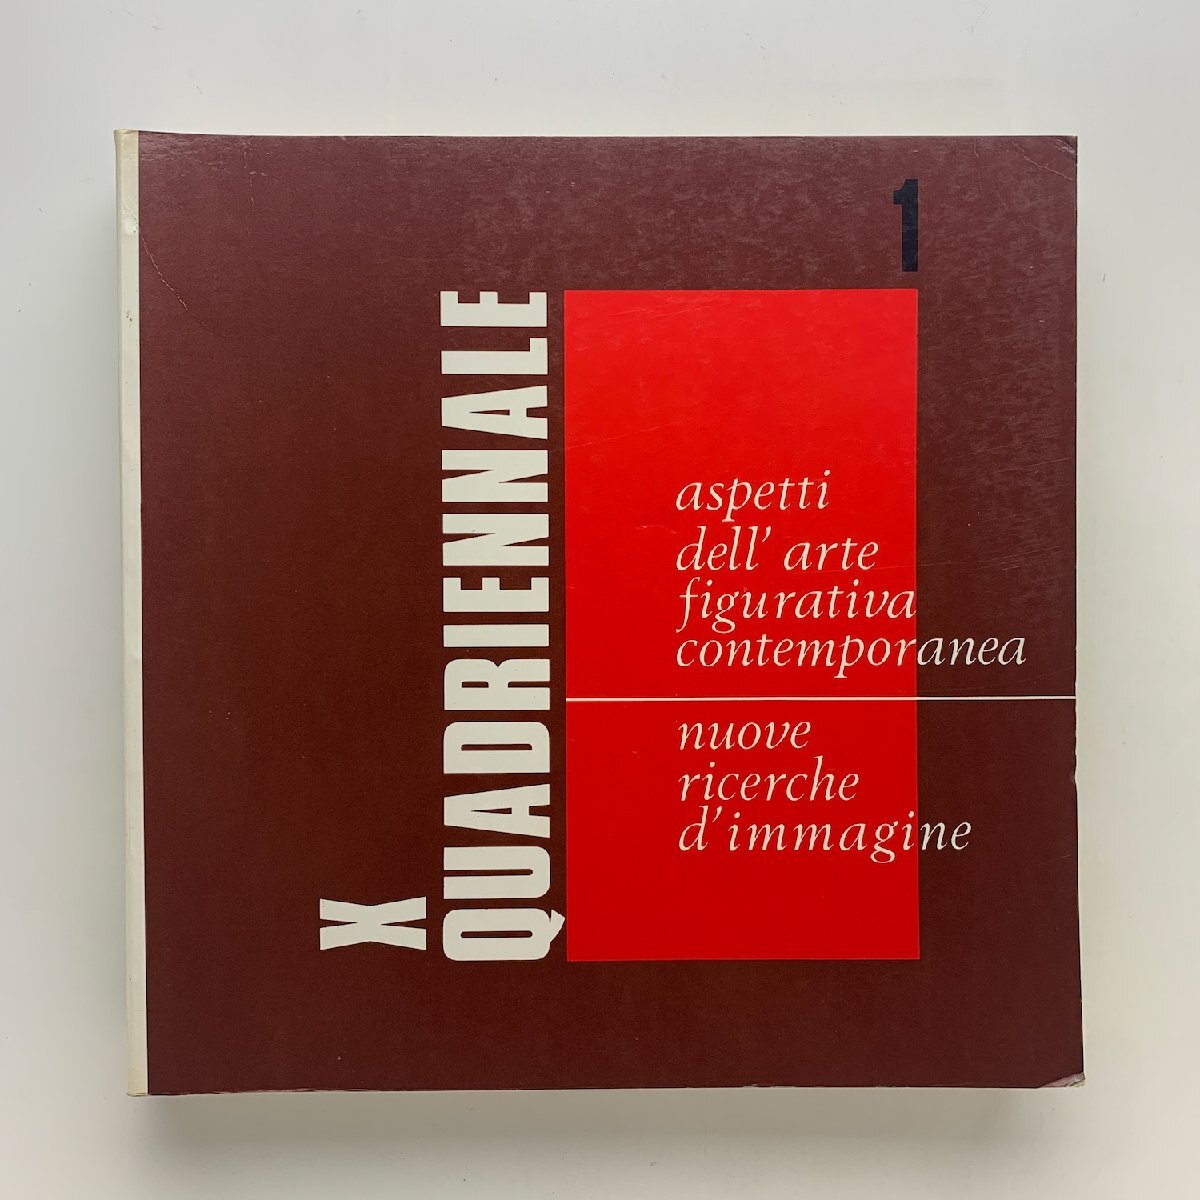 1
X
QUADRIENNALE
aspetti
dell' arte
figurativa
contemporanea
nuove
ricerche
d'immagine